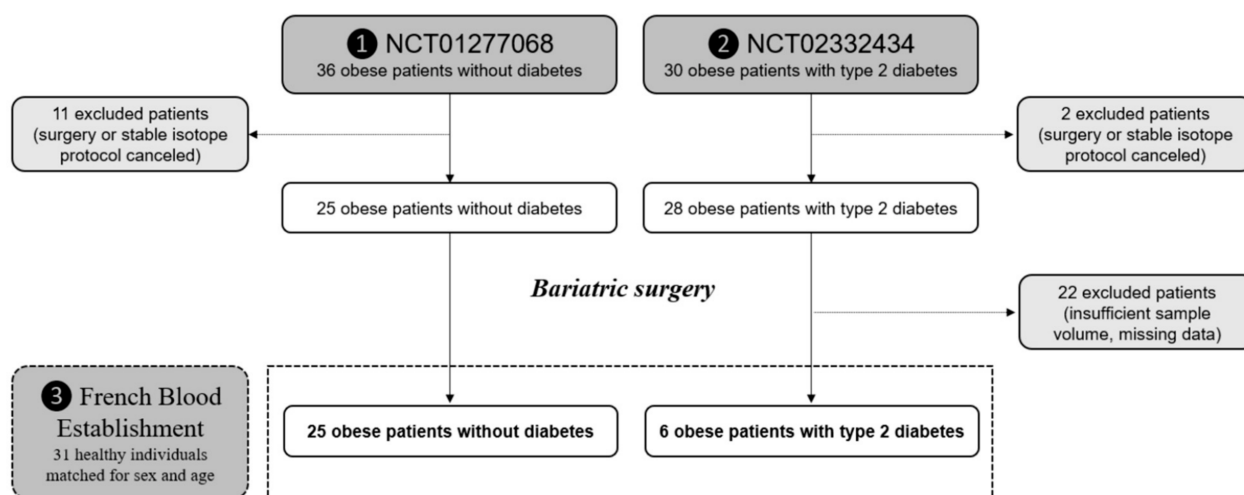 ❶ NCT01277068
36 obese patients without diabetes
❷ NCT02332434
30 obese patients with type 2 diabetes
11 excluded patients
(surgery or stable isotope
protocol canceled)
2 excluded patients
(surgery or stable isotope
protocol canceled)
25 obese patients without diabetes
28 obese patients with type 2 diabetes
Bariatric surgery
22 excluded patients
(insufficient sample
volume, missing data)
❸ French Blood
Establishment
31 healthy individuals
matched for sex and age
25 obese patients without diabetes
6 obese patients with type 2 diabetes